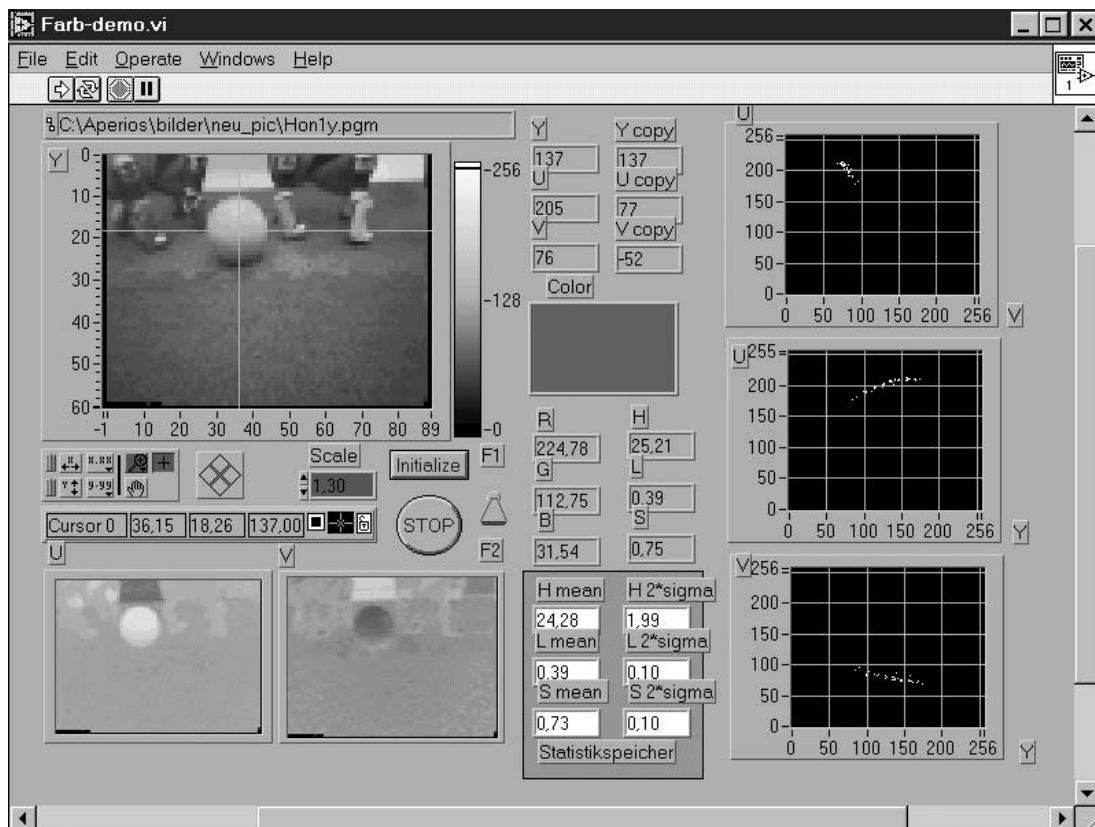 Farb-demo.vi
File Edit Operate Windows Help
1
C:\Aperios\bilder\neu_pic\Hon1y.pgm
Y
0
10
20
30
40
50
60
-1 10 20 30 40 50 60 70 80 89
256
128
0
Y Y copy
137 137
U U copy
205 77
V V copy
76 -52
Color
R H
224,78 25,21
G L
112,75 0.39
B S
31,54 0,75
Scale
1,30
Initialize
F1
STOP
F2
X.XX
Y.YY
Cursor 0 36,15 18,26 137,00
U
V
H mean H 2*sigma
24,28 1,99
L mean L 2*sigma
0.39 0.10
S mean S 2*sigma
0,73 0,10
Statistikspeicher
U
256
200
150
100
50
0
0 50 100 150 200 256
V
U
255
200
150
100
50
0
0 50 100 150 200 256
Y
V
256
200
150
100
50
0
0 50 100 150 200 256
Y